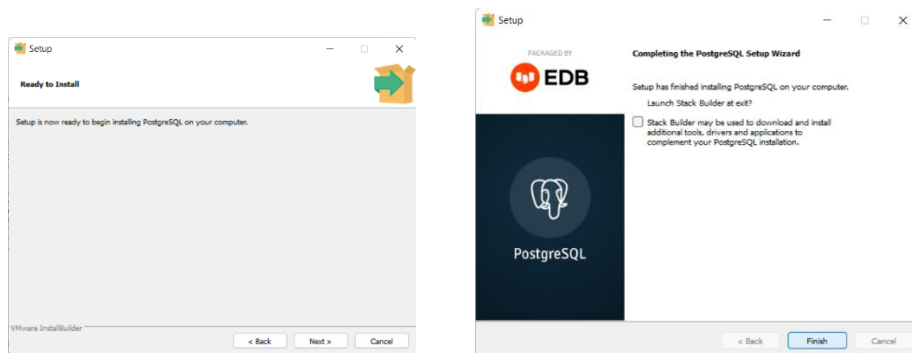 Setup
Ready to Install
Setup is now ready to begin installing PostgreSQL on your computer.
VMware InstallBuilder
< Back
Next >
Cancel
Setup
PACKAGED BY
EDB
PostgreSQL
Completing the PostgreSQL Setup Wizard
Setup has finished installing PostgreSQL on your computer.
Launch Stack Builder at exit?
Stack Builder may be used to download and install
additional tools, drivers and applications to
complement your PostgreSQL installation.
< Back
Finish
Cancel